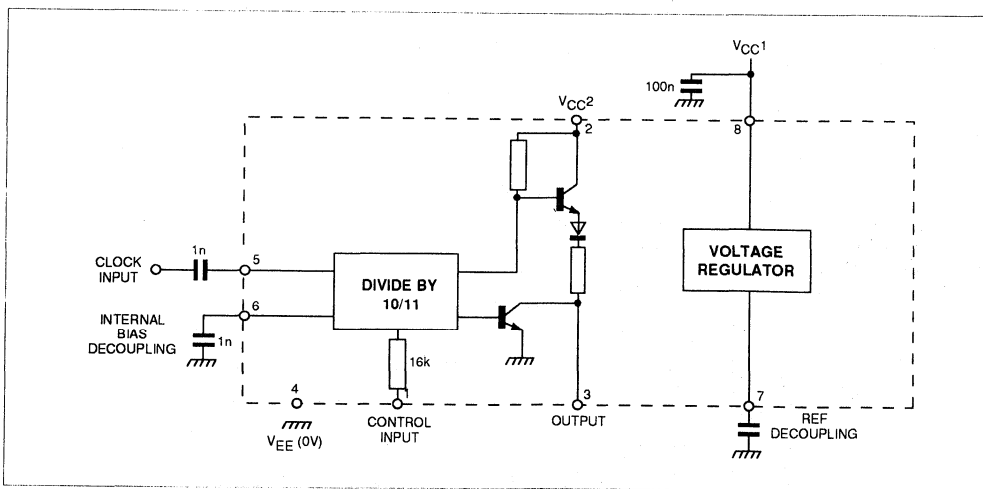 VCC1
100n
VCC2
2
8
1n
5
CLOCK
INPUT
DIVIDE BY
10/11
VOLTAGE
REGULATOR
6
INTERNAL
BIAS
DECOUPLING
1n
16k
4
1
3
7
VEE (0V)
CONTROL
INPUT
OUTPUT
REF
DECOUPLING